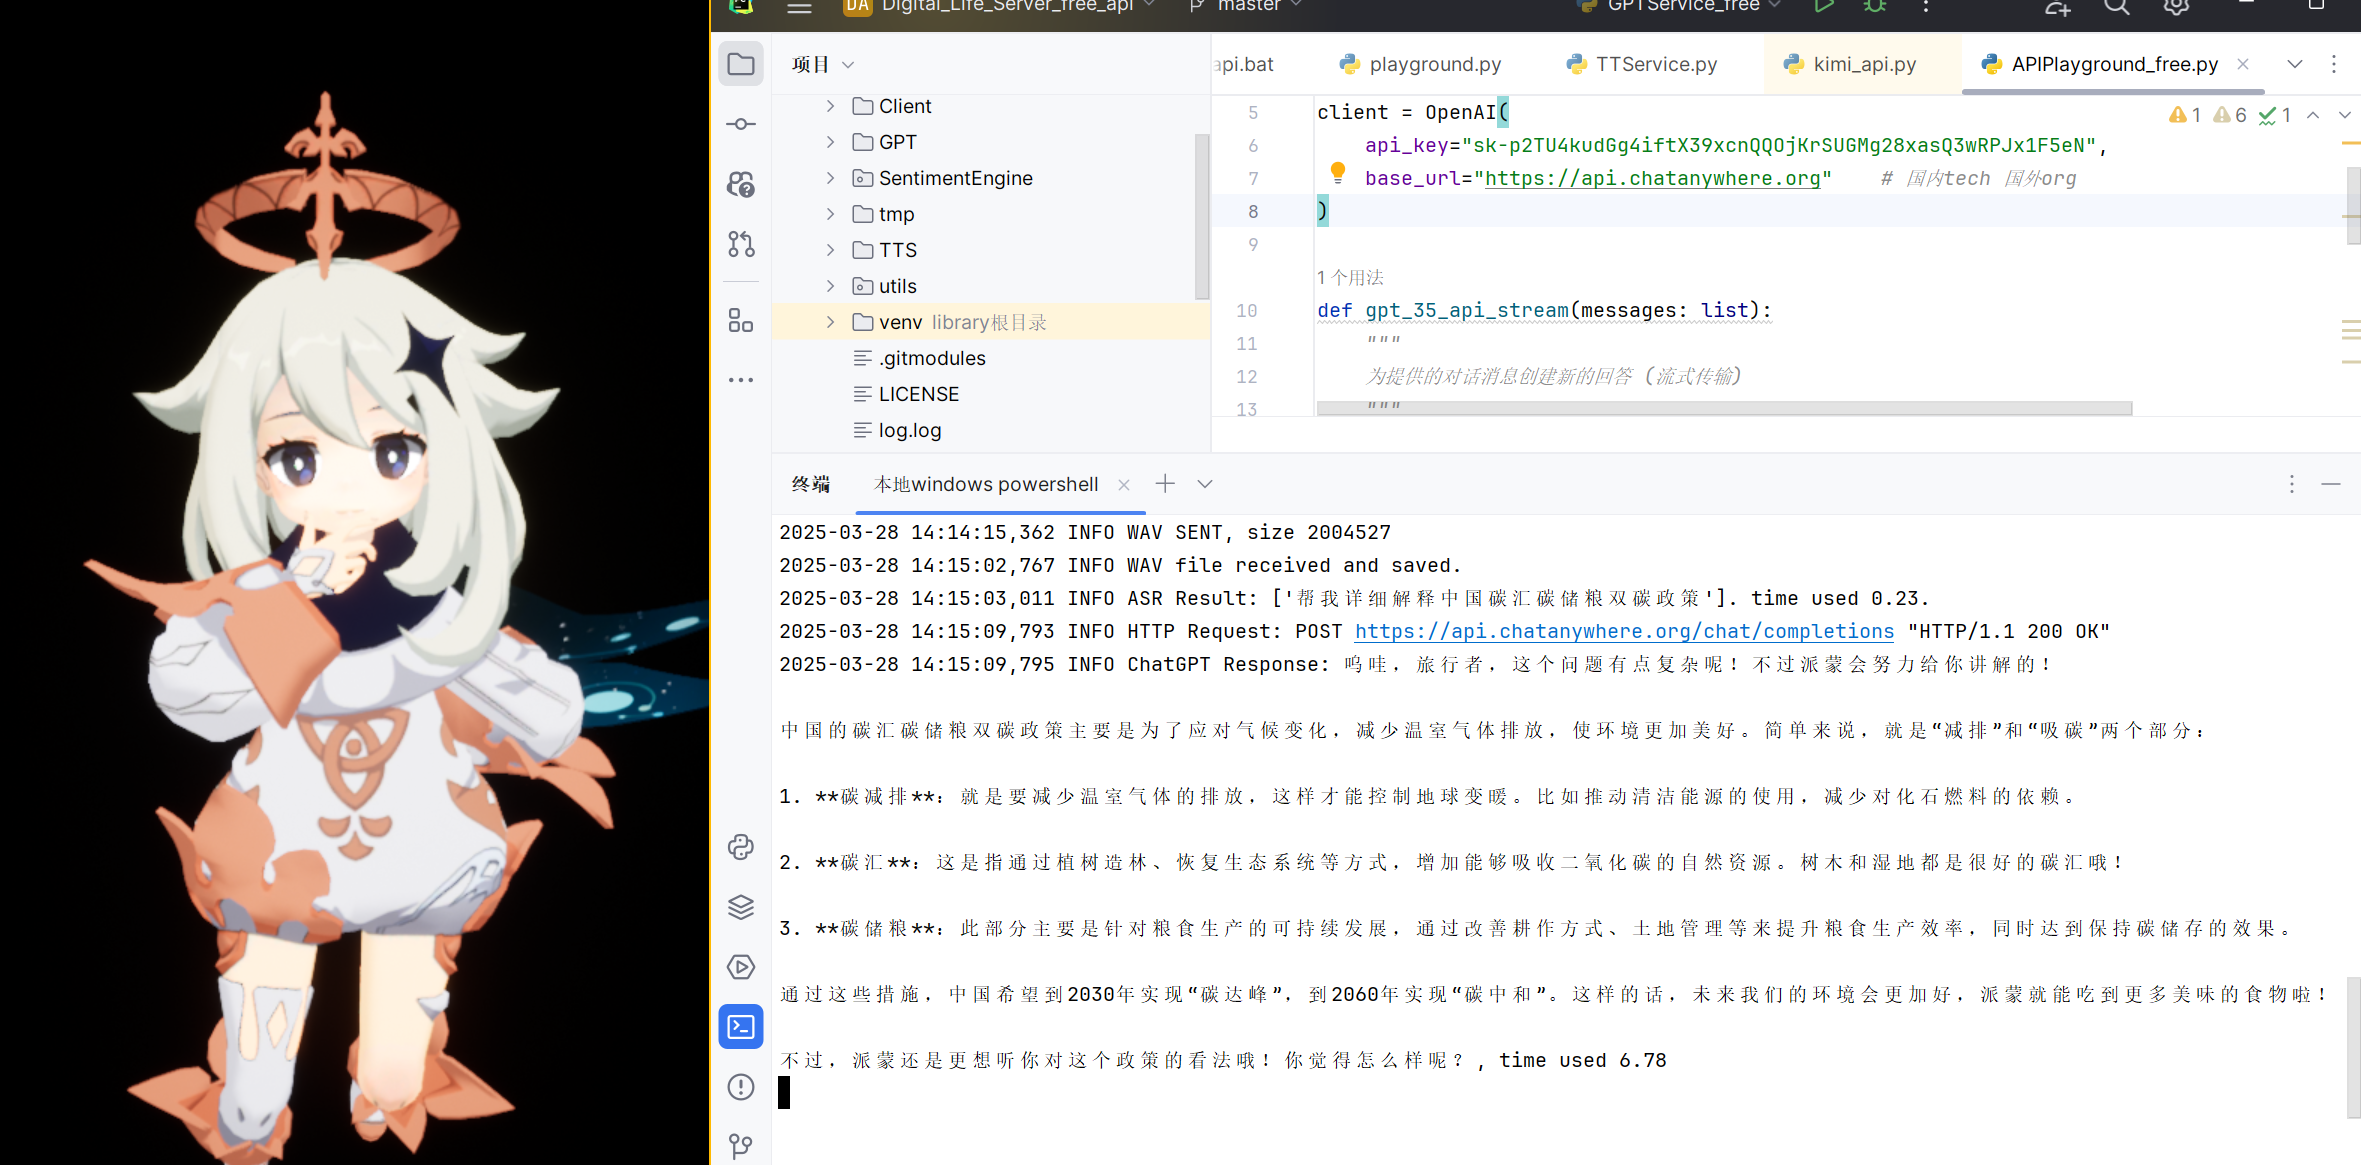 DA Digital_Life_Server_free_api master GPTService_free
项目
Client
GPT
SentimentEngine
tmp
TTS
utils
venv library根目录
.gitmodules
LICENSE
log.log
api.bat playground.py TTService.py kimi_api.py APIPlayground_free.py
1 6 1
5 client = OpenAI(
6 api_key="sk-p2TU4kudGg4iftX39xcnQQOjKrSUGMg28xasQ3wRPJx1F5eN",
7 base_url="https://api.chatanywhere.org" # 国内tech 国外org
8 )
9
1个用法
10 def gpt_35_api_stream(messages: list):
11 """
12 为提供的对话消息创建新的回答 (流式传输)
13 """
终端 本地windows powershell
2025-03-28 14:14:15,362 INFO WAV SENT, size 2004527
2025-03-28 14:15:02,767 INFO WAV file received and saved.
2025-03-28 14:15:03,011 INFO ASR Result: ['帮我详细解释中国碳汇碳储粮双碳政策']. time used 0.23.
2025-03-28 14:15:09,793 INFO HTTP Request: POST https://api.chatanywhere.org/chat/completions "HTTP/1.1 200 OK"
2025-03-28 14:15:09,795 INFO ChatGPT Response: 呜哇，旅行者，这个问题有点复杂呢！不过派蒙会努力给你讲解的！
中国的碳汇碳储粮双碳政策主要是为了应对气候变化，减少温室气体排放，使环境更加美好。简单来说，就是“减排”和“吸碳”两个部分：
1. **碳减排**：就是要减少温室气体的排放，这样才能控制地球变暖。比如推动清洁能源的使用，减少对化石燃料的依赖。
2. **碳汇**：这是指通过植树造林、恢复生态系统等方式，增加能够吸收二氧化碳的自然资源。树木和湿地都是很好的碳汇哦！
3. **碳储粮**：此部分主要是针对粮食生产的可持续发展，通过改善耕作方式、土地管理等来提升粮食生产效率，同时达到保持碳储存的效果。
通过这些措施，中国希望到2030年实现“碳达峰”，到2060年实现“碳中和”。这样的话，未来我们的环境会更加好，派蒙就能吃到更多美味的食物啦！
不过，派蒙还是更想听你对这个政策的看法哦！你觉得怎么样呢？, time used 6.78